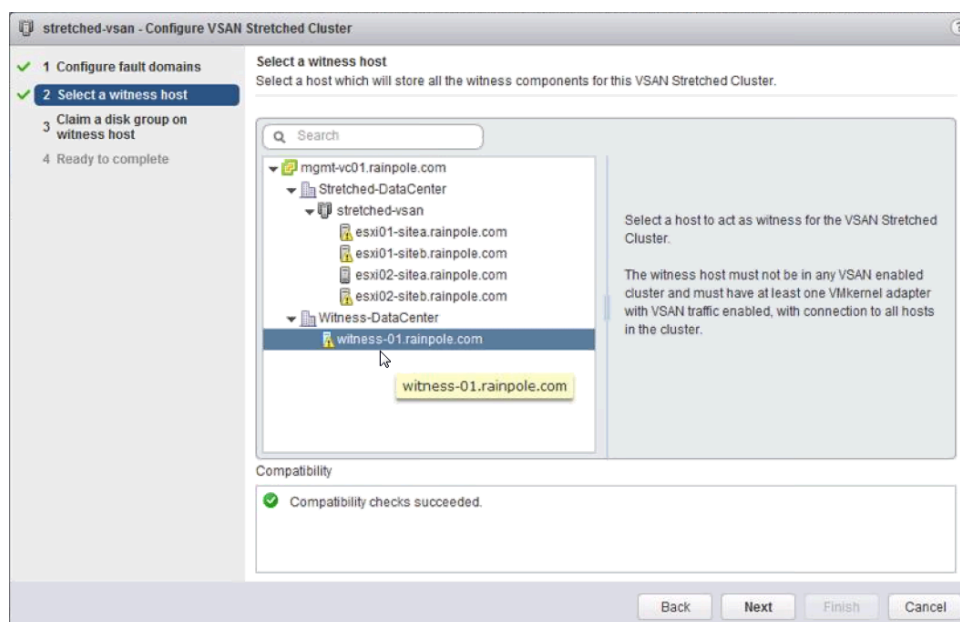 stretched-vsan - Configure VSAN Stretched Cluster
?
1 Configure fault domains
2 Select a witness host
3 Claim a disk group on
witness host
4 Ready to complete
Select a witness host
Select a host which will store all the witness components for this VSAN Stretched Cluster.
Search
mgmt-vc01.rainpole.com
Stretched-DataCenter
stretched-vsan
esxi01-sitea.rainpole.com
esxi01-siteb.rainpole.com
esxi02-sitea.rainpole.com
esxi02-siteb.rainpole.com
Witness-DataCenter
witness-01.rainpole.com
witness-01.rainpole.com
Select a host to act as witness for the VSAN Stretched
Cluster.
The witness host must not be in any VSAN enabled
cluster and must have at least one VMkernel adapter
with VSAN traffic enabled, with connection to all hosts
in the cluster.
Compatibility
Compatibility checks succeeded.
Back
Next
Finish
Cancel